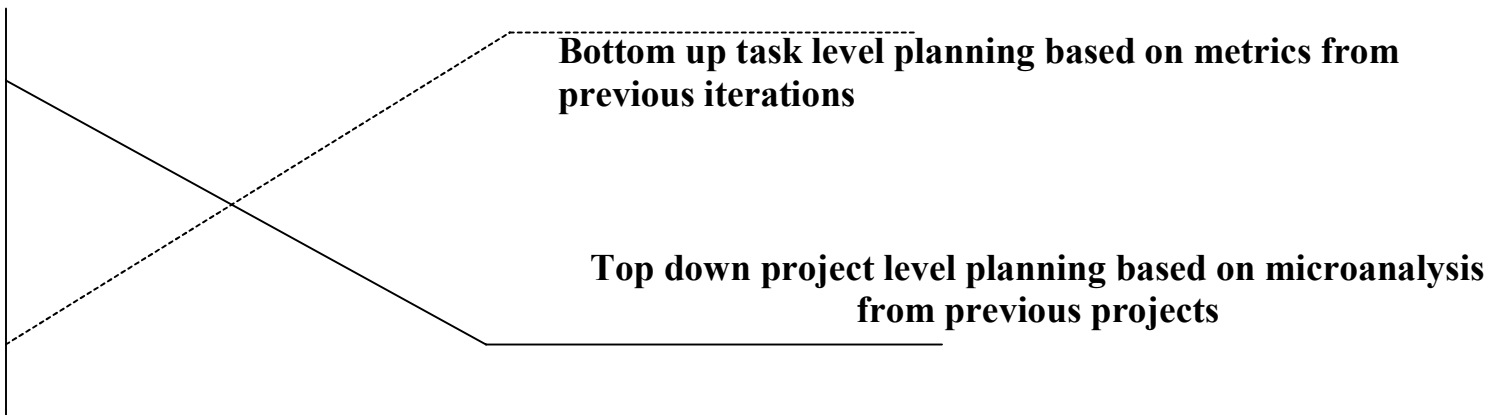 Bottom up task level planning based on metrics from
previous iterations
Top down project level planning based on microanalysis
from previous projects